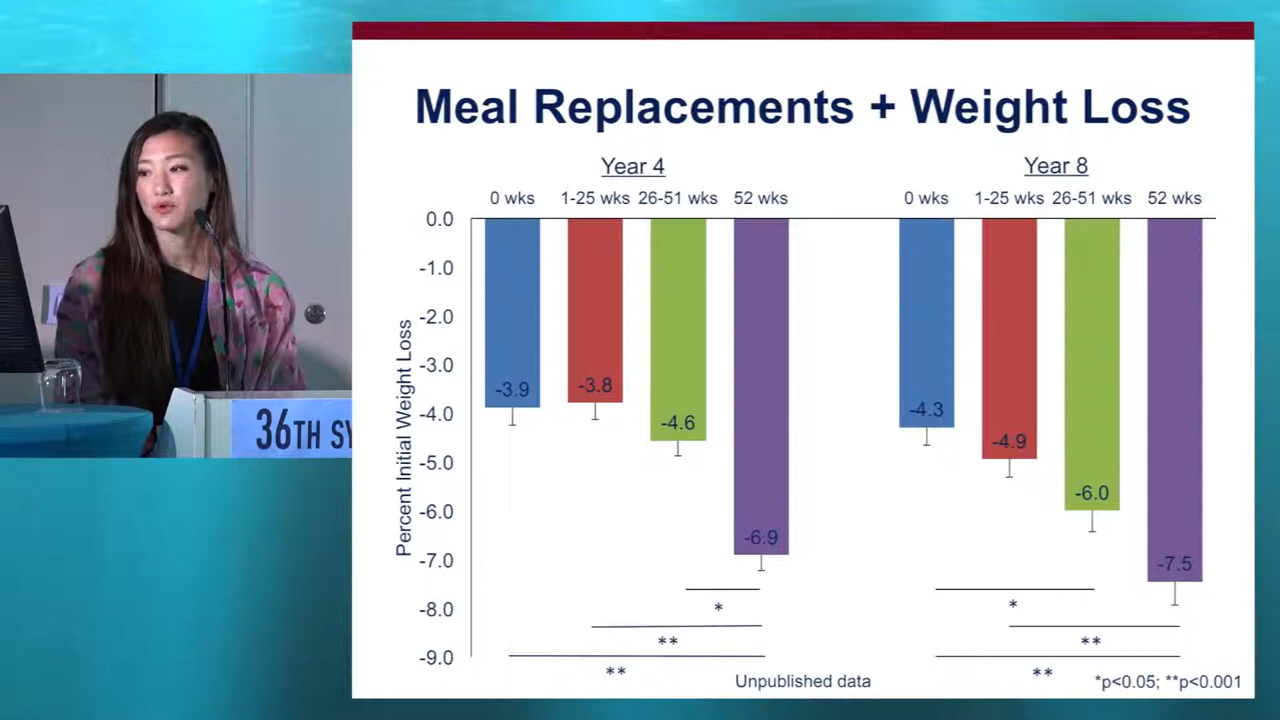 Meal Replacements + Weight Loss
Year 4
Year 8
0 wks 1-25 wks 26-51 wks 52 wks
0 wks 1-25 wks 26-51 wks 52 wks
Percent Initial Weight Loss
0.0
-1.0
-2.0
-3.0
-4.0
-5.0
-6.0
-7.0
-8.0
-9.0
-3.9
-3.8
-4.6
-6.9
-4.3
-4.9
-6.0
-7.5
*
**
**
*
**
**
Unpublished data
*p<0.05; **p<0.001
36TH SY